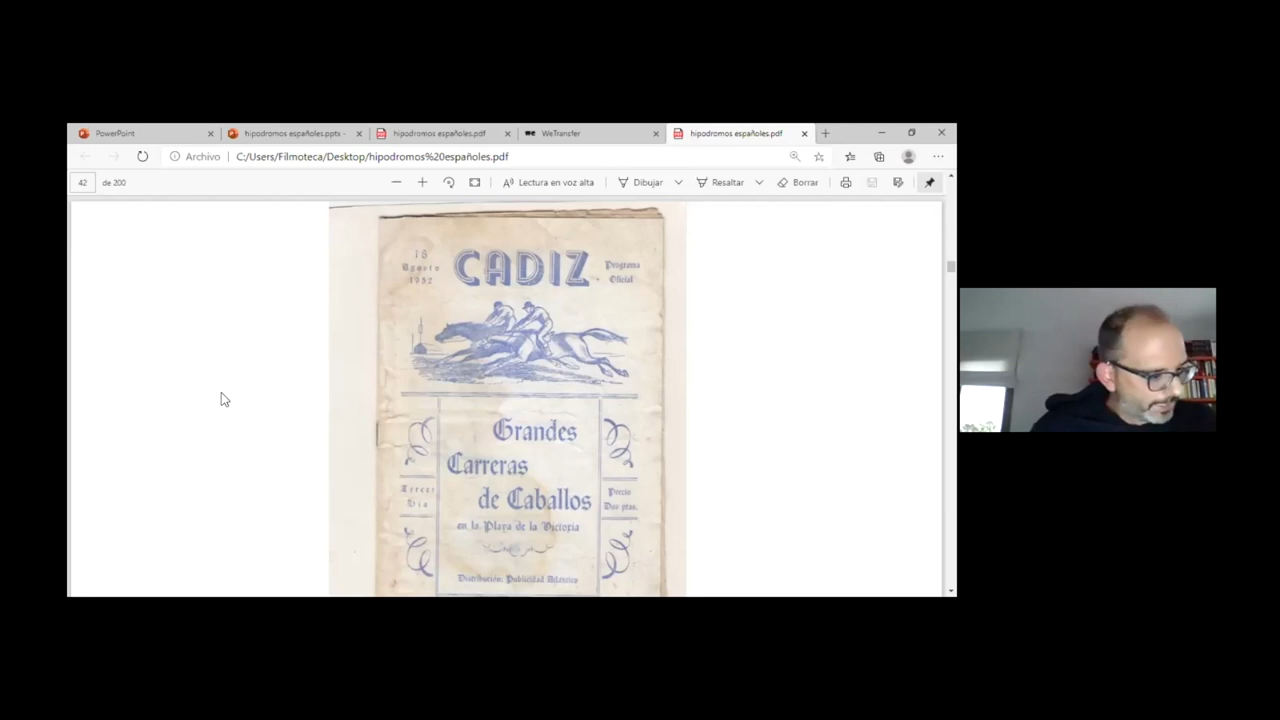 PowerPoint
hipodromos españoles.pptx -
hipodromos españoles.pdf
WeTransfer
hipodromos españoles.pdf
Archivo
C:/Users/Filmoteca/Desktop/hipodromos%20españoles.pdf
42 de 200
Lectura en voz alta
Dibujar
Resaltar
Borrar
Agosto
1952
CADIZ
Programa
Oficial
Grandes
Carreras
de Caballos
en la Playa de la Victoria
Tercer
Día
Precio
Dos ptas.
Distribución: Publicidad Atlántico